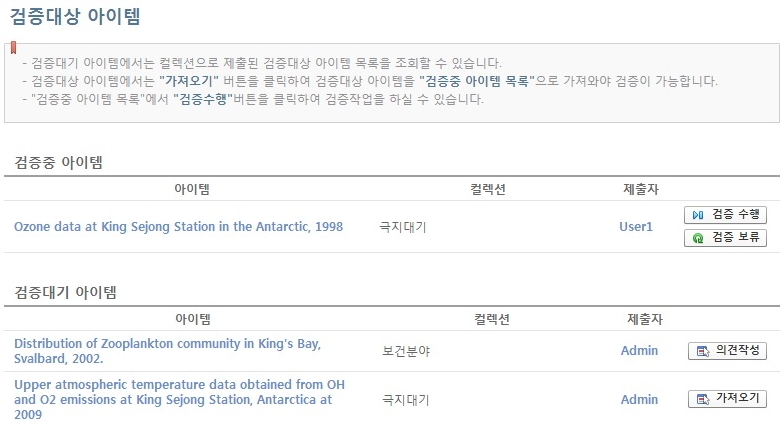 검증대상 아이템
- 검증대기 아이템에서는 컬렉션으로 제출된 검증대상 아이템 목록을 조회할 수 있습니다.
- 검증대상 아이템에서는 "가져오기" 버튼을 클릭하여 검증대상 아이템을 "검증중 아이템 목록"으로 가져와야 검증이 가능합니다.
- "검증중 아이템 목록"에서 "검증수행"버튼을 클릭하여 검증작업을 하실 수 있습니다.
검증중 아이템
아이템 컬렉션 제출자
Ozone data at King Sejong Station in the Antarctic, 1998 극지대기 User1 검증 수행
검증 보류
검증대기 아이템
아이템 컬렉션 제출자
Distribution of Zooplankton community in King's Bay,
Svalbard, 2002. 보건분야 Admin 의견작성
Upper atmospheric temperature data obtained from OH
and O2 emissions at King Sejong Station, Antarctica at 극지대기 Admin 가져오기
2009